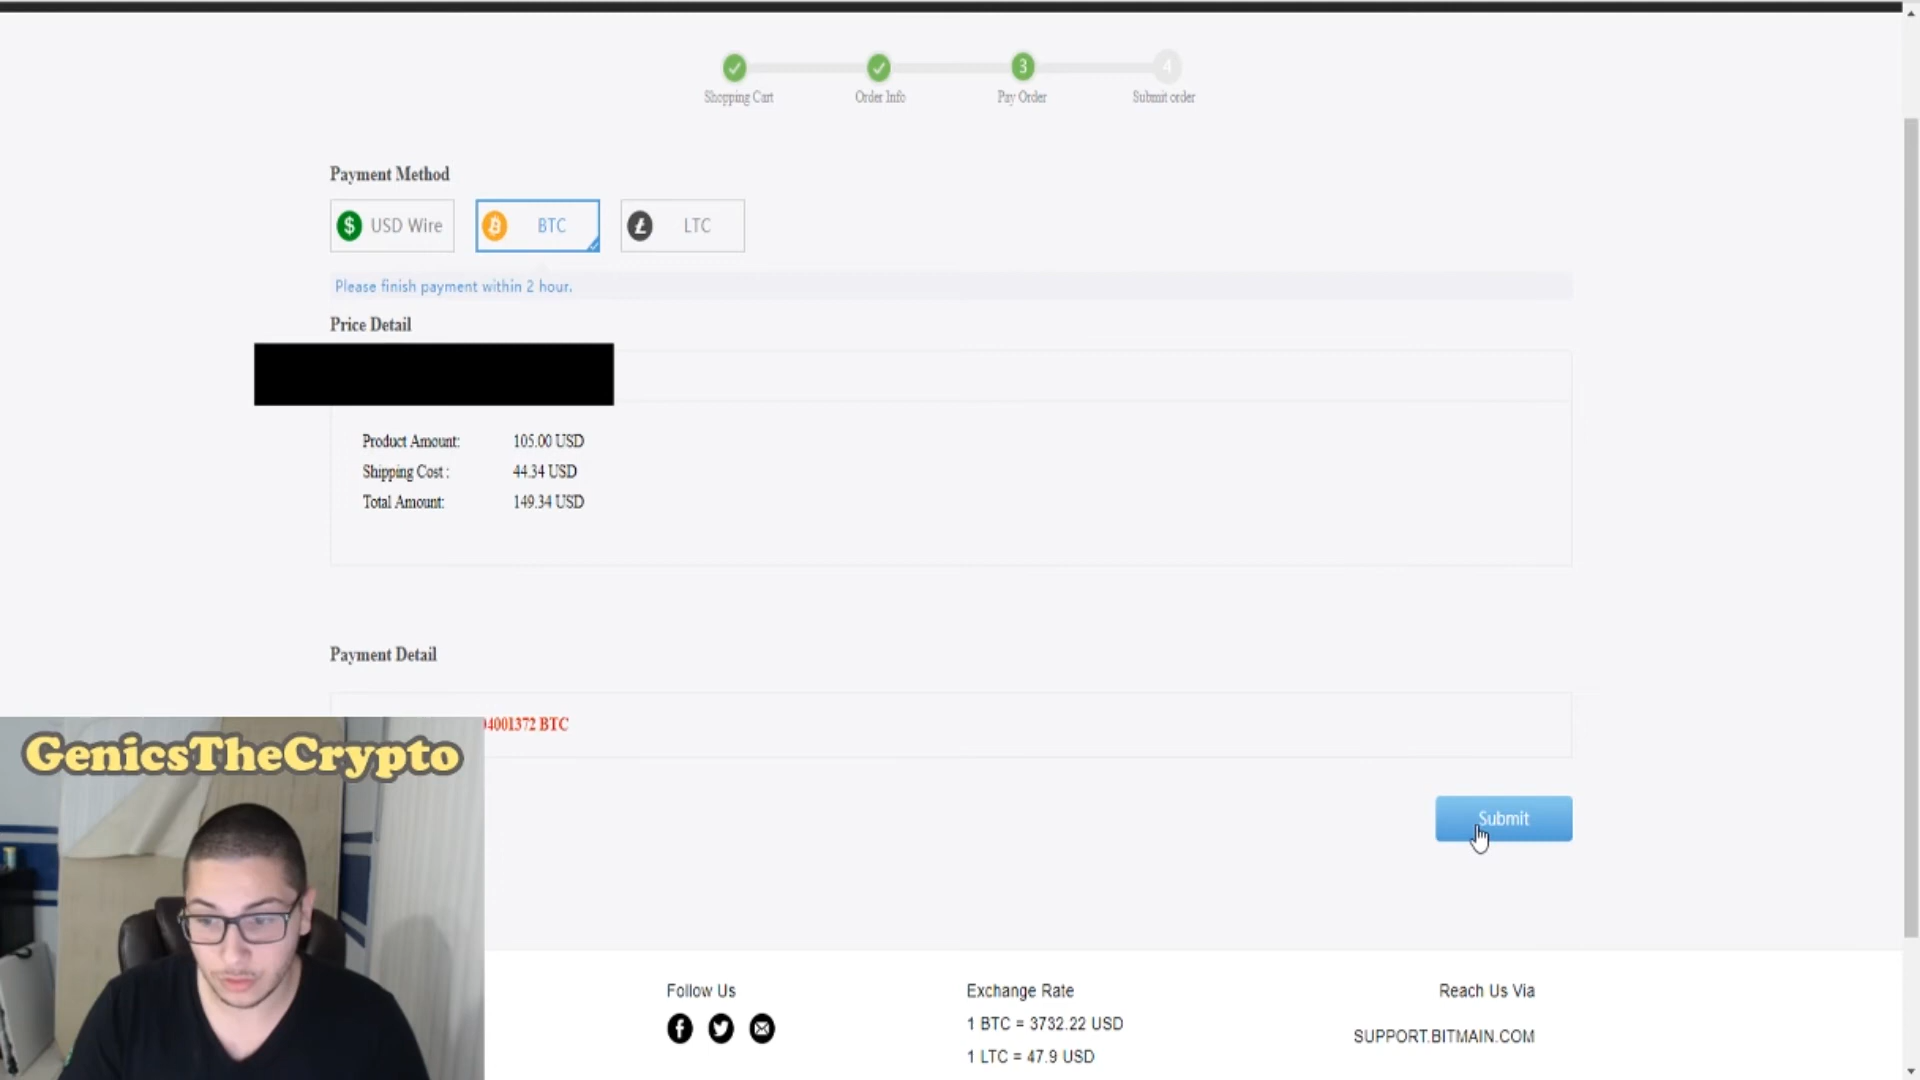 3
4
Shopping Cart
Order Info
Pay Order
Submit order
Payment Method
$ USD Wire
BTC
LTC
Please finish payment within 2 hour.
Price Detail
Product Amount: 105.00 USD
Shipping Cost : 44.34 USD
Total Amount: 149.34 USD
Payment Detail
4001372 BTC
GenicsTheCrypto
Submit
Follow Us
Exchange Rate
Reach Us Via
1 BTC = 3732.22 USD
SUPPORT.BITMAIN.COM
1 LTC = 47.9 USD